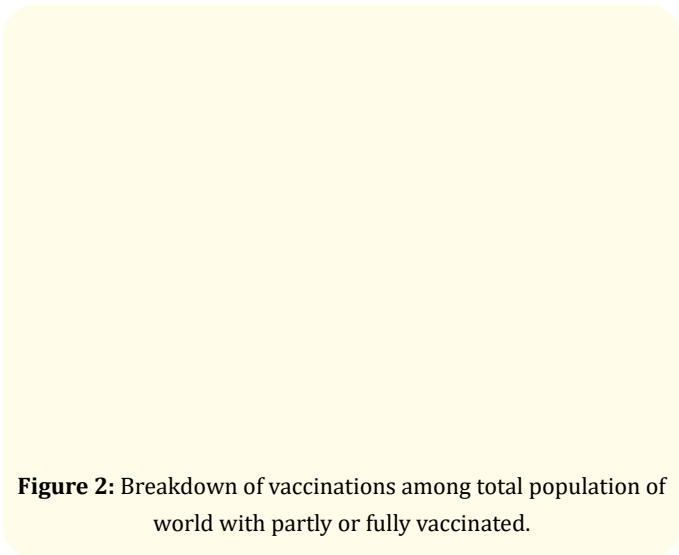 Figure 2: Breakdown of vaccinations among total population of
world with partly or fully vaccinated.